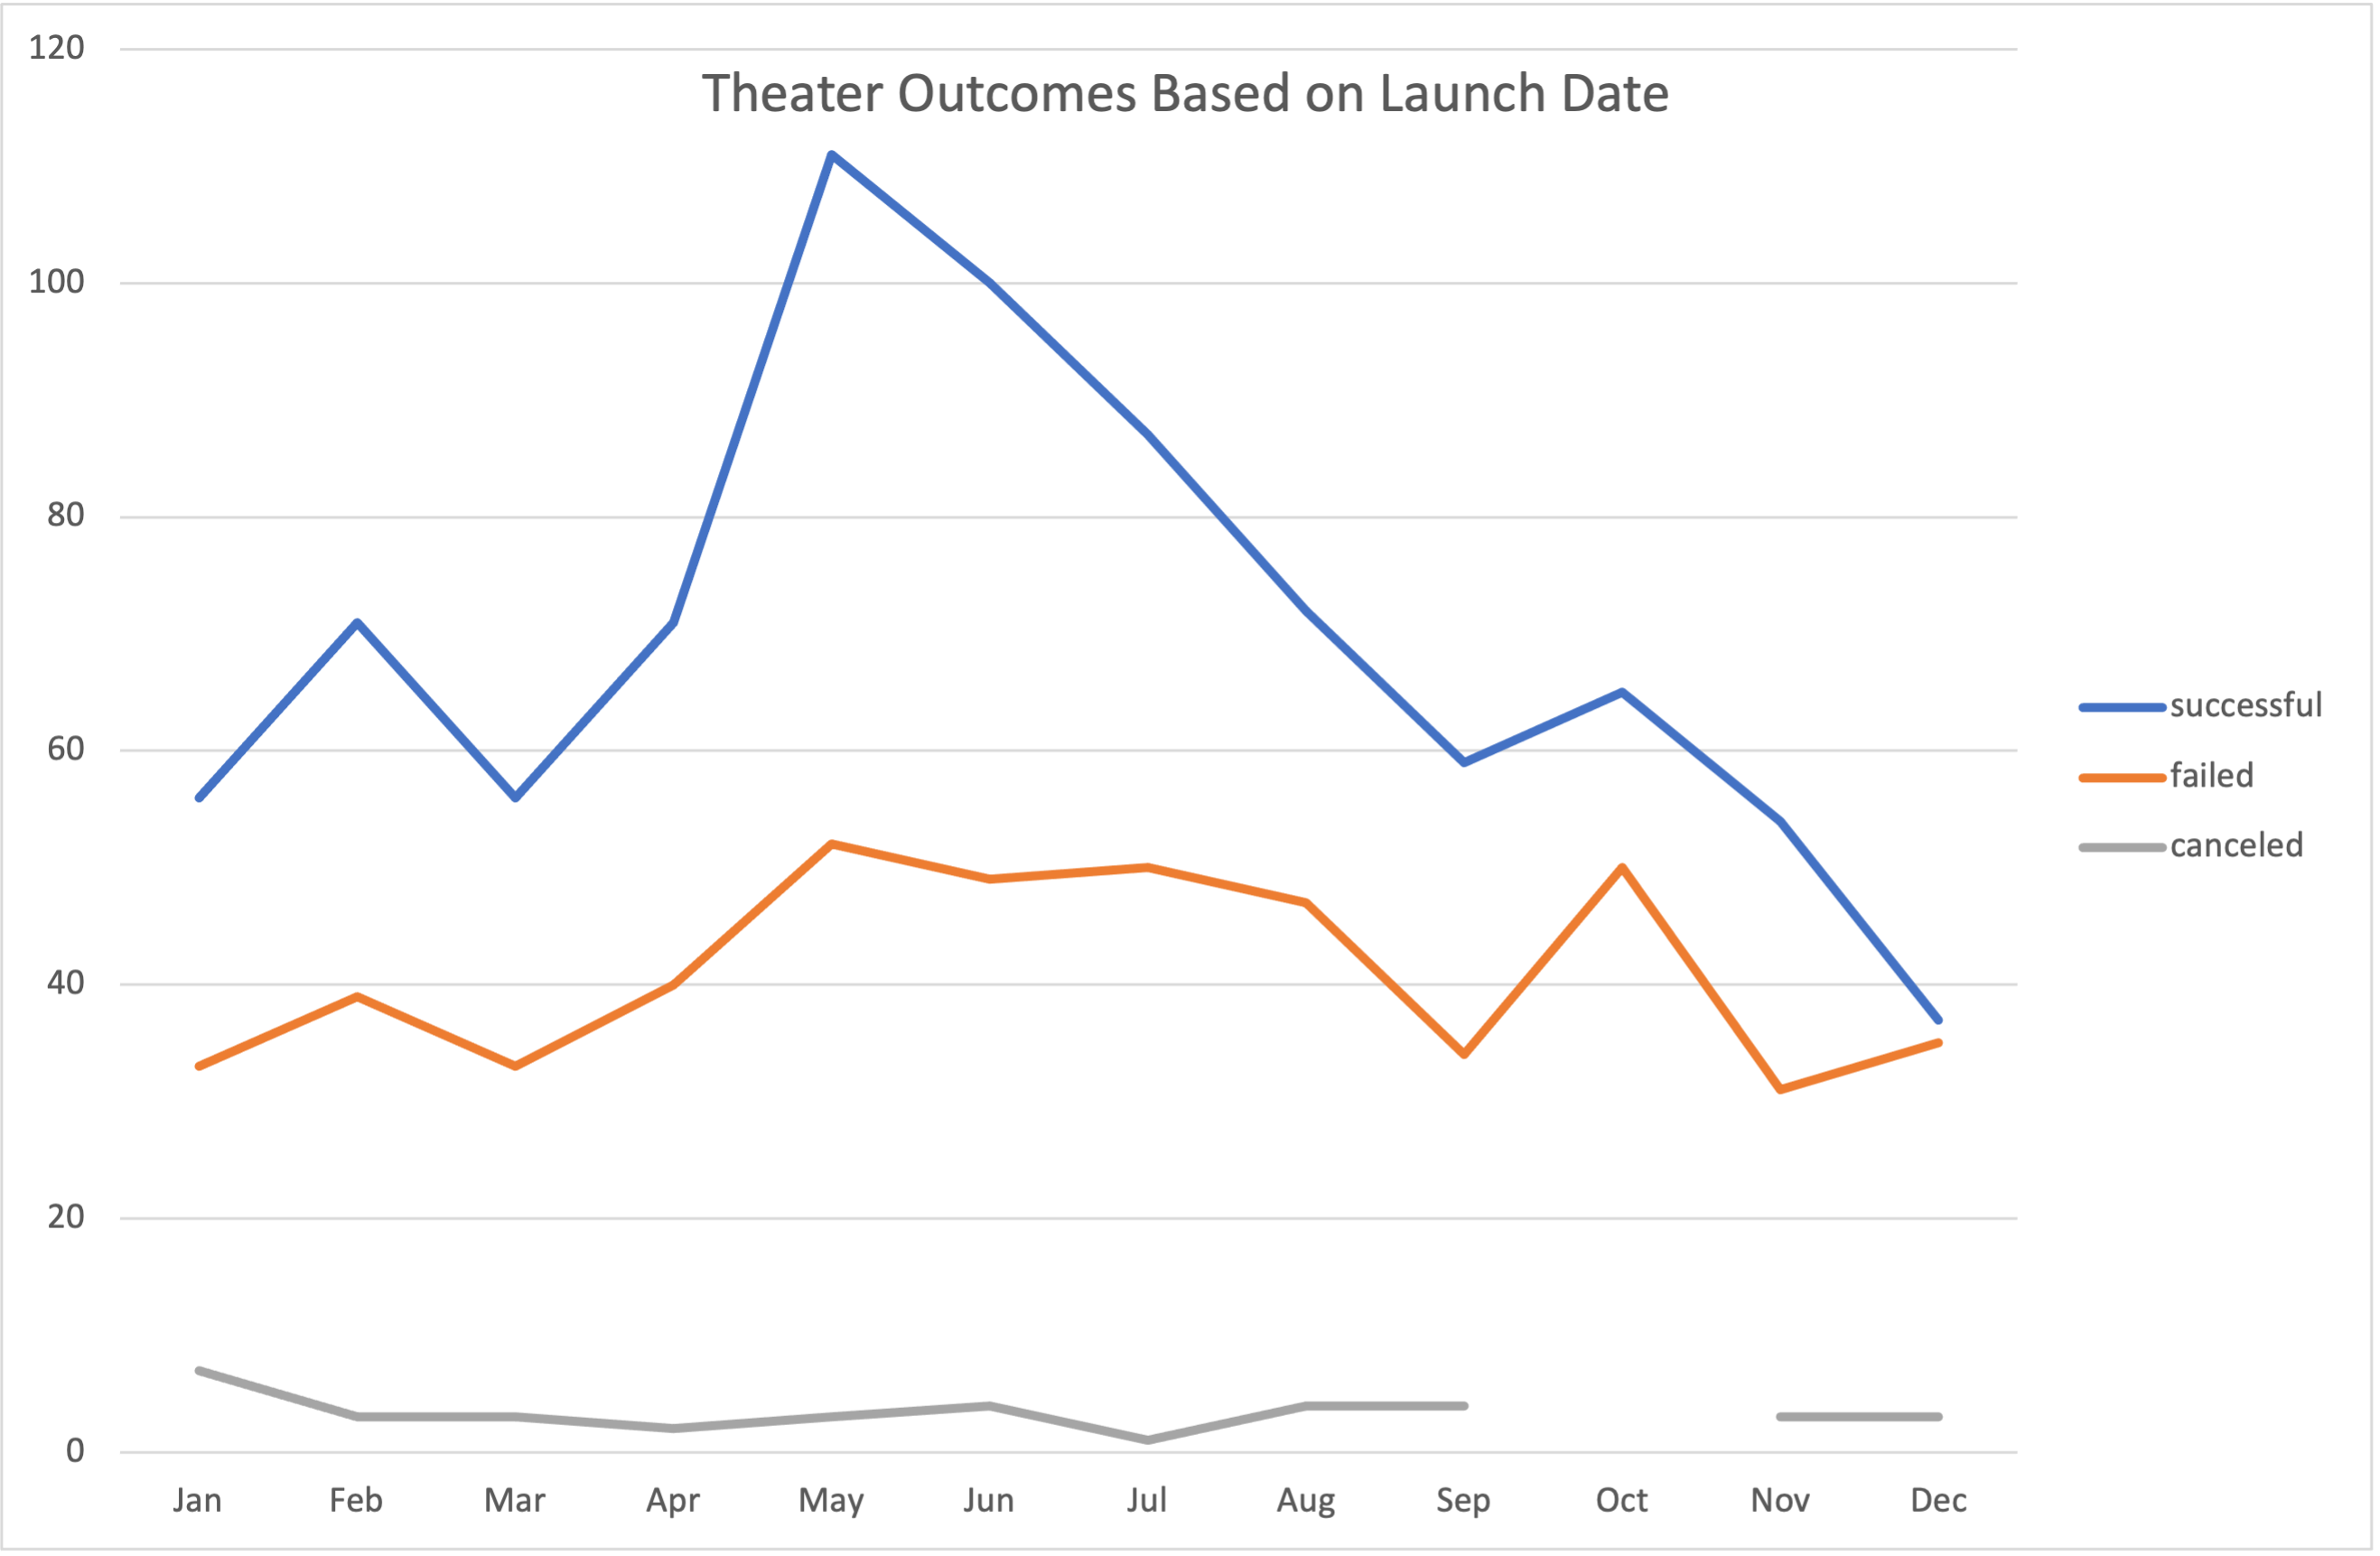 Theater Outcomes Based on Launch Date
120
100
80
60
40
20
0
Jan Feb Mar Apr May Jun Jul Aug Sep Oct Nov Dec
successful
failed
canceled